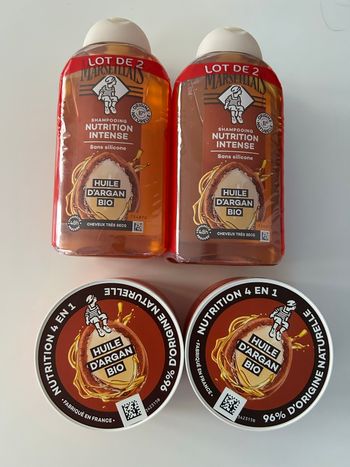 LOT DE 2
MARSEILLAIS
SHAMPOOING
NUTRITION
INTENSE
Sans silicone
HUILE
D'ARGAN
BIO
CHEVEUX TRÈS SECS
LOT DE 2
MARSEILLAIS
SHAMPOOING
NUTRITION
INTENSE
Sans silicone
HUILE
D'ARGAN
BIO
CHEVEUX TRÈS SECS
NUTRITION 4 EN 1
HUILE
D'ARGAN
BIO
96% D'ORIGINE NATURELLE
• FABRIQUÉ EN FRANCE •
NUTRITION 4 EN 1
HUILE
D'ARGAN
BIO
96% D'ORIGINE NATURELLE
• FABRIQUÉ EN FRANCE •